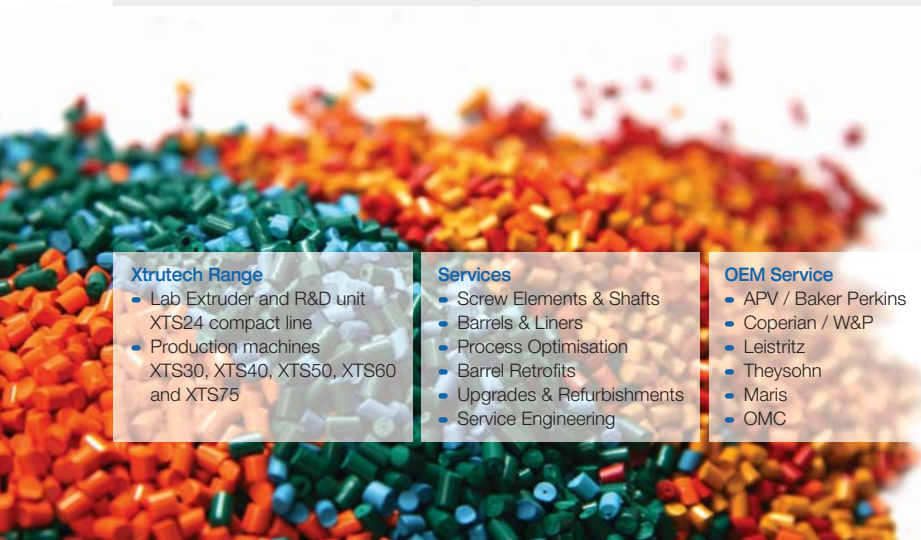 Xtrutech Range
Lab Extruder and R&D unit
XTS24 compact line
Production machines
XTS30, XTS40, XTS50, XTS60
and XTS75
Services
Screw Elements & Shafts
Barrels & Liners
Process Optimisation
Barrel Retrofits
Upgrades & Refurbishments
Service Engineering
OEM Service
APV / Baker Perkins
Coperian / W&P
Leistritz
Theysohn
Maris
OMC